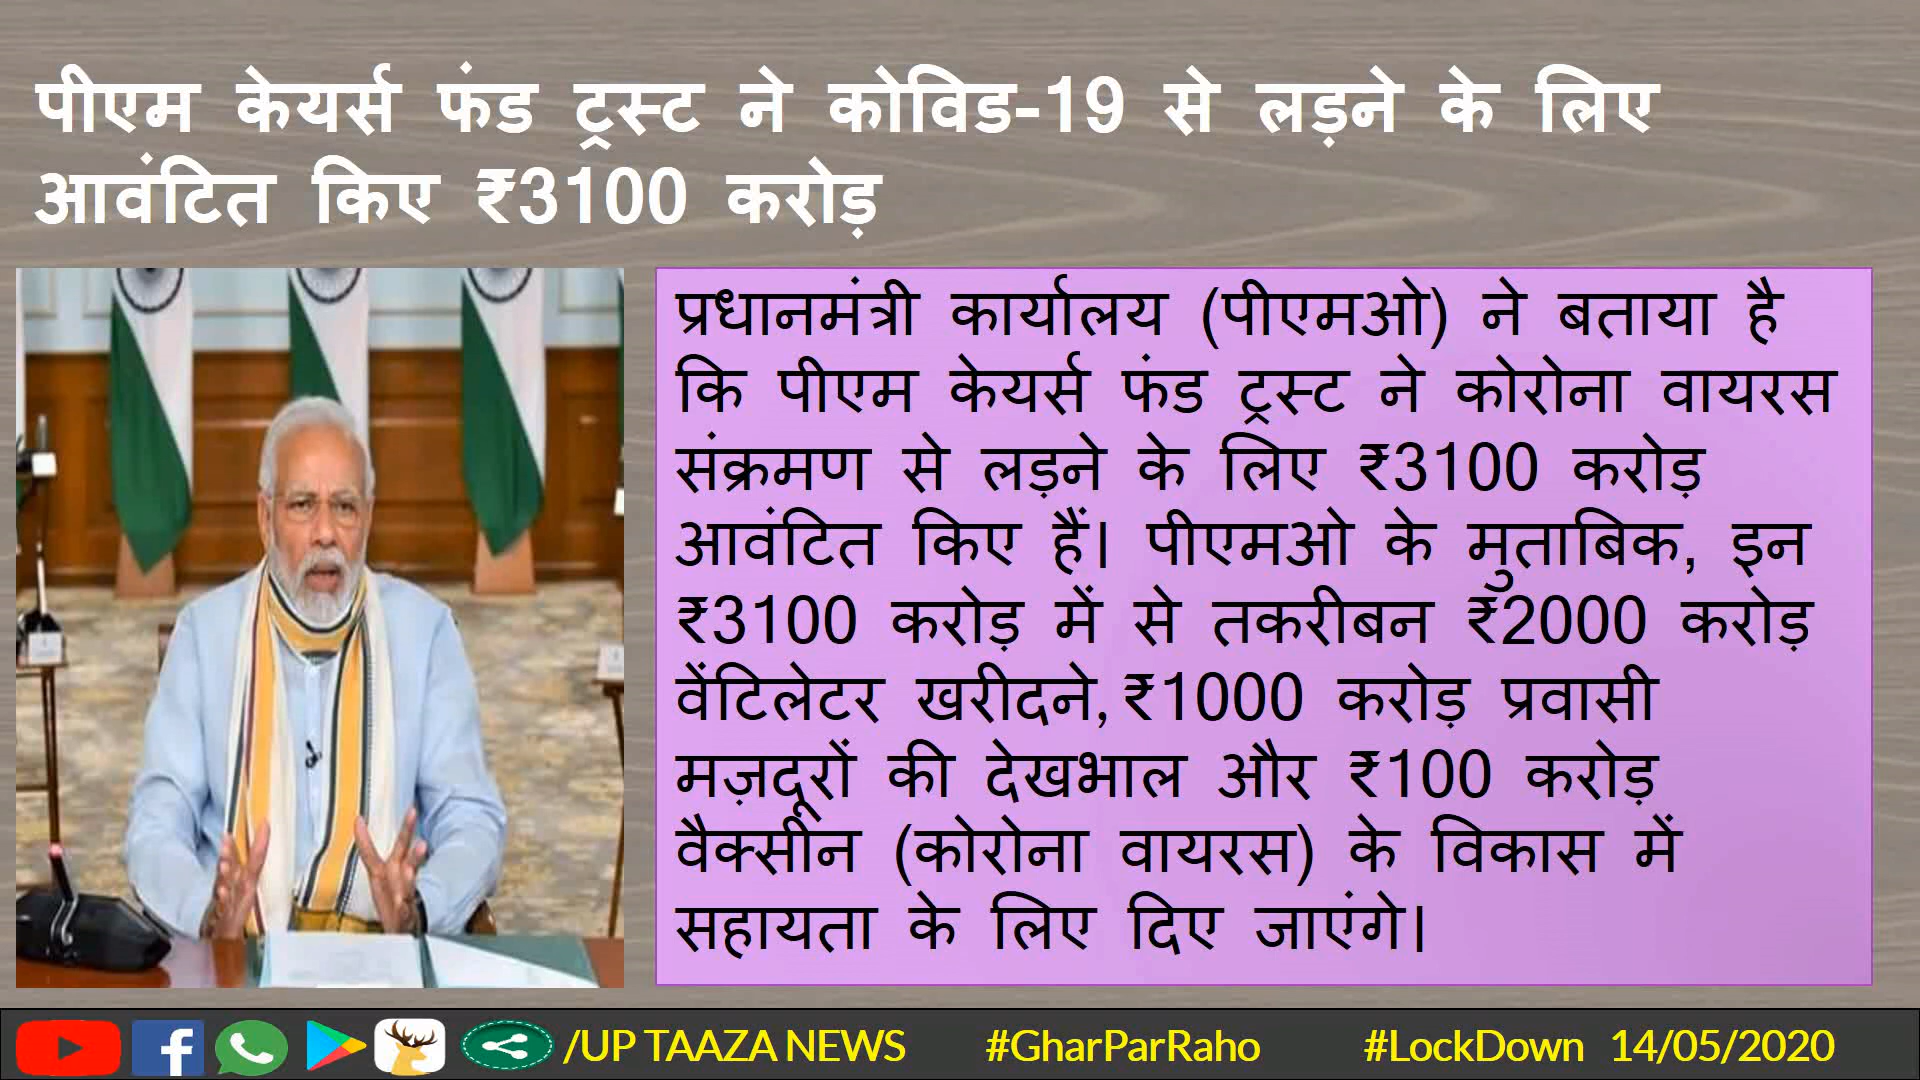 पीएम केयर्स फंड ट्रस्ट ने कोविड-19 से लड़ने के लिए
आवंटित किए ₹3100 करोड़
प्रधानमंत्री कार्यालय (पीएमओ) ने बताया है
कि पीएम केयर्स फंड ट्रस्ट ने कोरोना वायरस
संक्रमण से लड़ने के लिए ₹3100 करोड़
आवंटित किए हैं। पीएमओ के मुताबिक, इन
₹3100 करोड़ में से तकरीबन ₹2000 करोड़
वेंटिलेटर खरीदने, ₹1000 करोड़ प्रवासी
मज़दूरों की देखभाल और ₹100 करोड़
वैक्सीन (कोरोना वायरस) के विकास में
सहायता के लिए दिए जाएंगे।
/UP TAAZA NEWS #GharParRaho #LockDown 14/05/2020